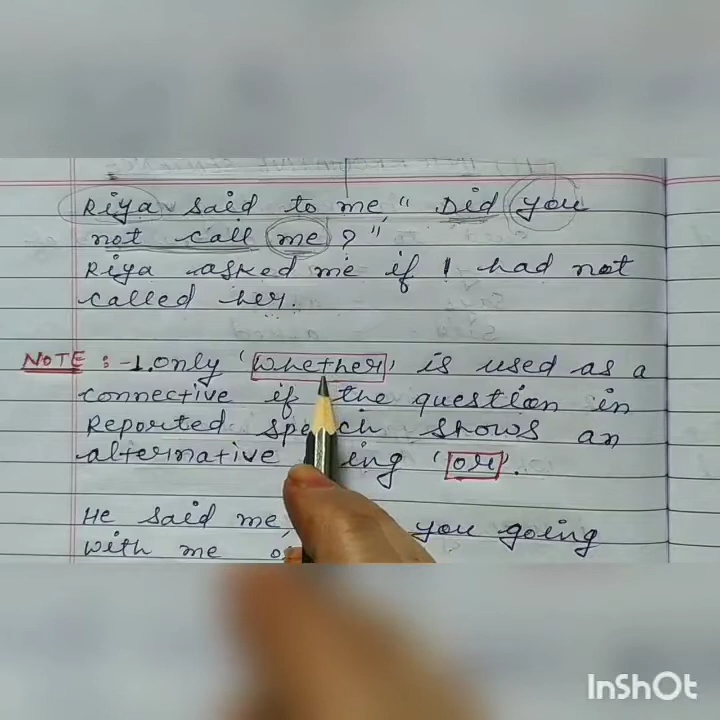 Riya said to me, " Did you
not call me ? "
Riya asked me if I had not
called her.
NOTE : -1. Only 'whether' is used as a
connective if the question in
Reported speech shows an
alternative ing 'or'.
He said me, you going
with me
InShOt